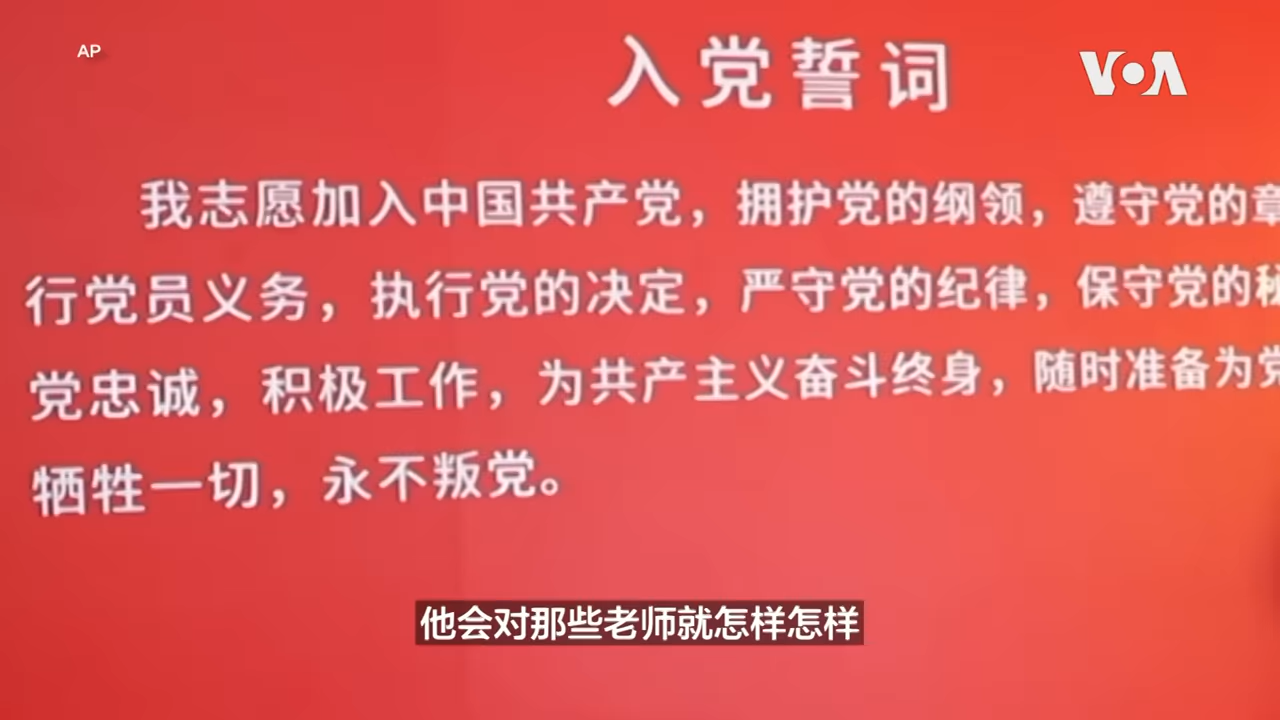 AP
VOA
入党誓词
我志愿加入中国共产党，拥护党的纲领，遵守党的章
行党员义务，执行党的决定，严守党的纪律，保守党的秘
党忠诚，积极工作，为共产主义奋斗终身，随时准备为党
牺牲一切，永不叛党。
他会对那些老师就怎样怎样